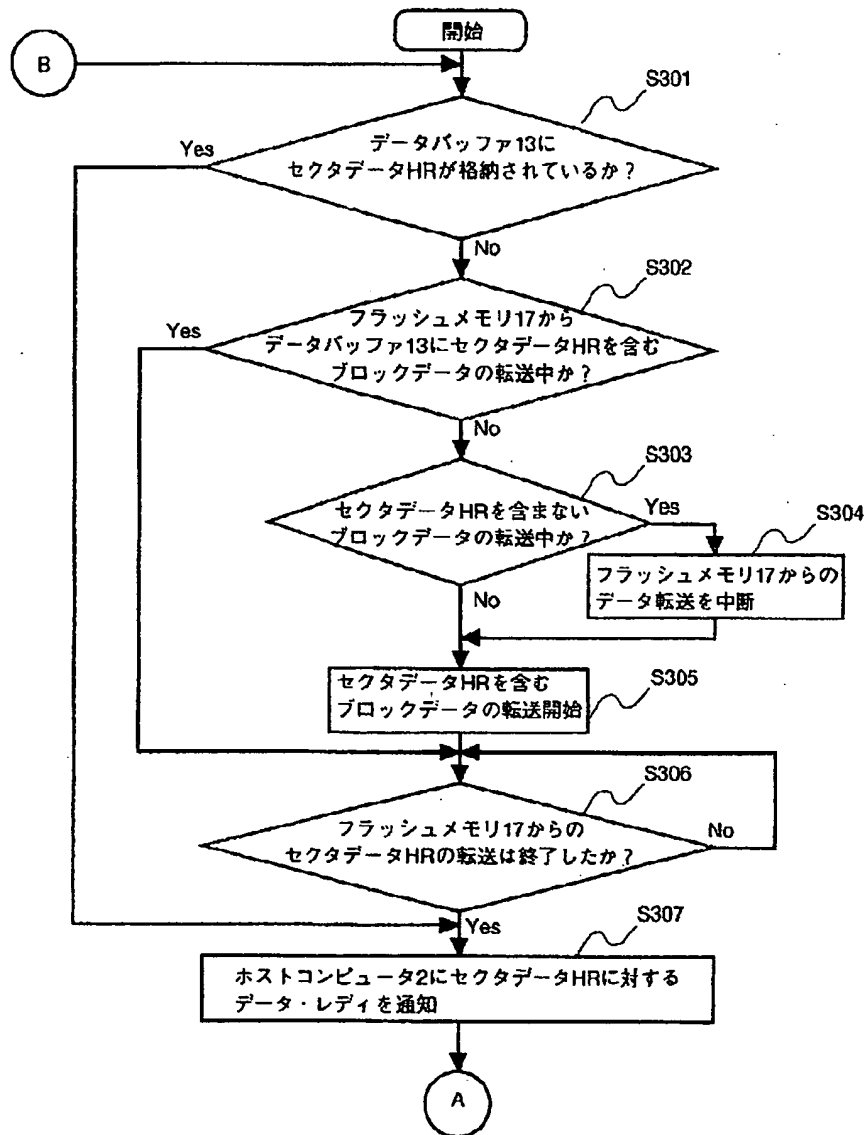 開始
B
S301
データバッファ13に
セクタデータHRが格納されているか?
Yes
No
S302
フラッシュメモリ17から
データバッファ13にセクタデータHRを含む
ブロックデータの転送中か?
Yes
No
S303
セクタデータHRを含まない
ブロックデータの転送中か?
Yes
S304
フラッシュメモリ17からの
データ転送を中断
No
セクタデータHRを含む
ブロックデータの転送開始
S305
S306
フラッシュメモリ17からの
セクタデータHRの転送は終了したか?
No
Yes
S307
ホストコンピュータ2にセクタデータHRに対する
データ・レディを通知
A